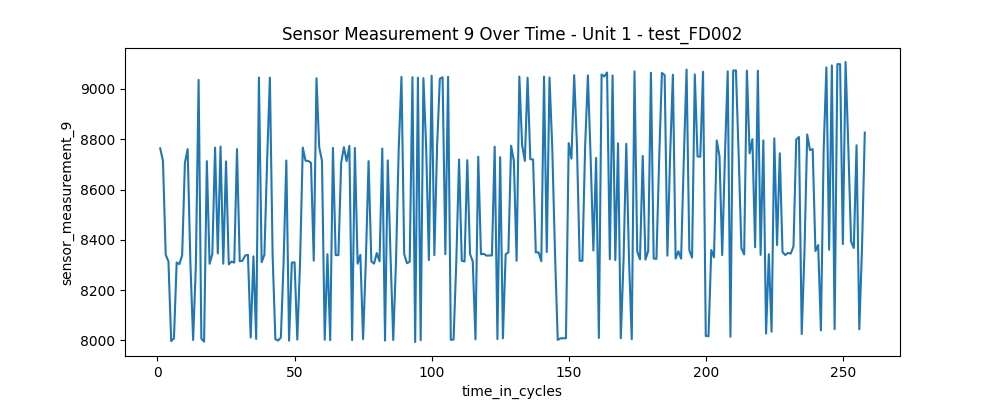 Sensor Measurement 9 Over Time - Unit 1 - test_FD002
sensor_measurement_9
9000
8800
8600
8400
8200
8000
0 50 100 150 200 250
time_in_cycles